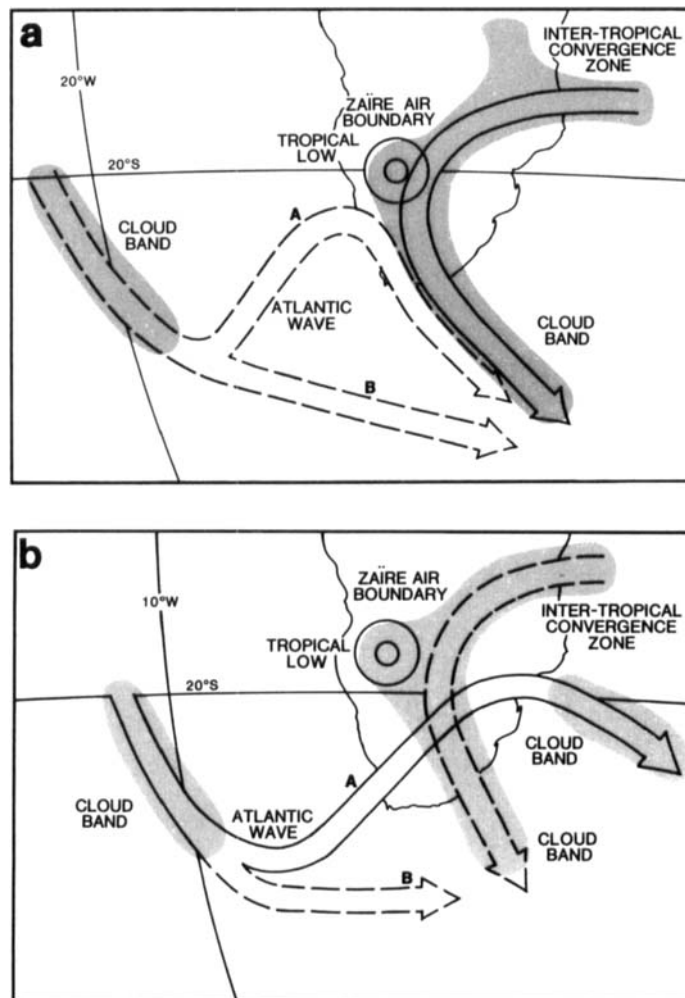 a
INTER-TROPICAL
CONVERGENCE
ZONE
20°W
ZAÏRE AIR
BOUNDARY
TROPICAL
LOW
20°S
A
CLOUD
BAND
ATLANTIC
WAVE
CLOUD
BAND
B
b
ZAÏRE AIR
BOUNDARY
10°W
INTER-TROPICAL
CONVERGENCE
ZONE
TROPICAL
LOW
20°S
CLOUD
BAND
A
CLOUD
BAND
ATLANTIC
WAVE
CLOUD
BAND
B